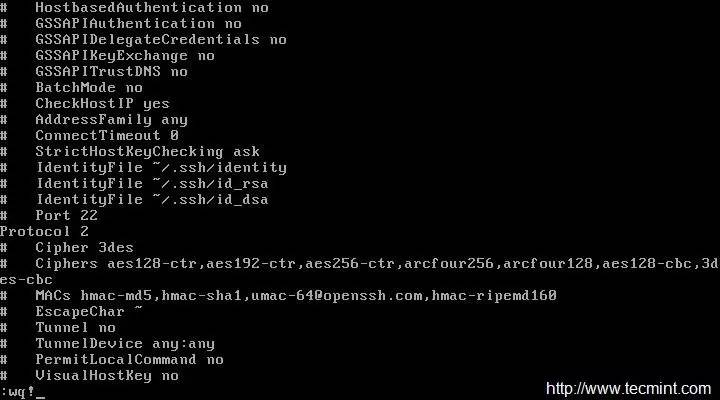 #   HostbasedAuthentication no
#   GSSAPIAuthentication no
#   GSSAPIDelegateCredentials no
#   GSSAPIKeyExchange no
#   GSSAPITrustDNS no
#   BatchMode no
#   CheckHostIP yes
#   AddressFamily any
#   ConnectTimeout 0
#   StrictHostKeyChecking ask
#   IdentityFile ~/.ssh/identity
#   IdentityFile ~/.ssh/id_rsa
#   IdentityFile ~/.ssh/id_dsa
#   Port 22
Protocol 2
#   Cipher 3des
#   Ciphers aes128-ctr,aes192-ctr,aes256-ctr,arcfour256,arcfour128,aes128-cbc,3d
es-cbc
#   MACs hmac-md5,hmac-sha1,umac-64@openssh.com,hmac-ripemd160
#   EscapeChar ~
#   Tunnel no
#   TunnelDevice any:any
#   PermitLocalCommand no
#   VisualHostKey no
:wq!_
http://www.tecmint.com